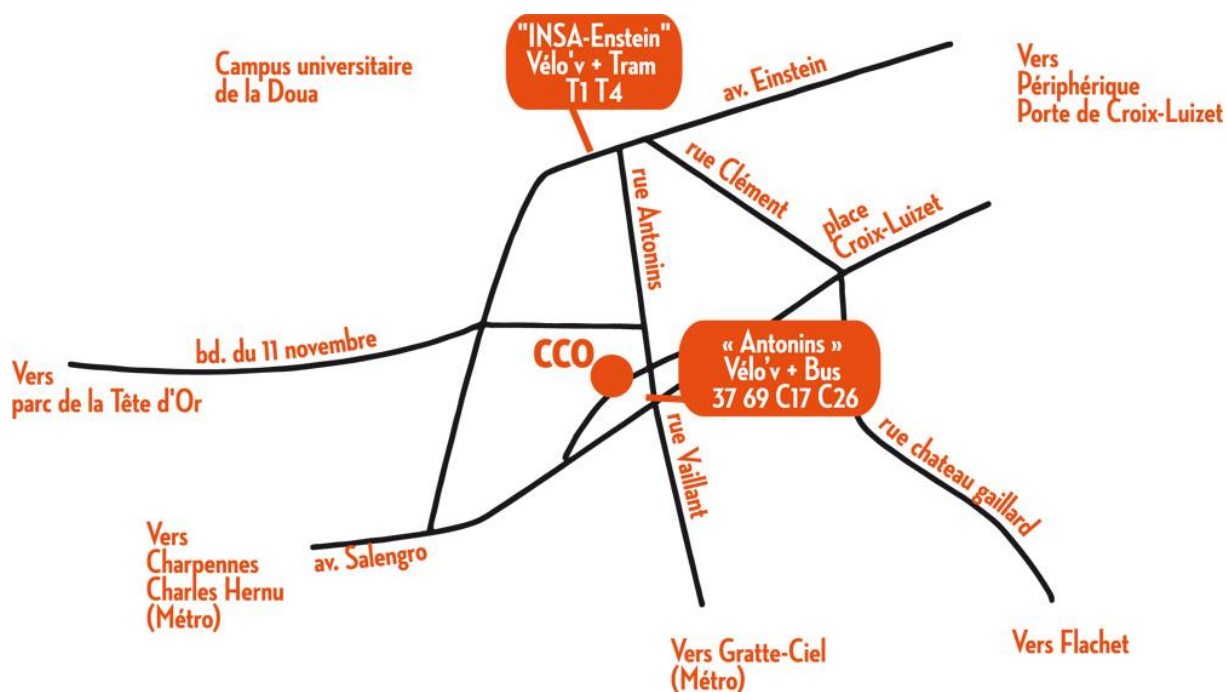 Campus universitaire
de la Doua
"INSA-Enstein"
Vélo'v + Tram
T1 T4
av. Einstein
Vers
Périphérique
Porte de Croix-Luizet
rue Clément
rue Antonins
place
Croix-Luizet
bd. du 11 novembre
Vers
parc de la Tête d'Or
CCO
« Antonins »
Vélo'v + Bus
37 69 C17 C26
rue Vaillant
rue chateau gaillard
Vers
Charpennes
Charles Hernu
(Métro)
av. Salengro
Vers Gratte-Ciel
(Métro)
Vers Flachet